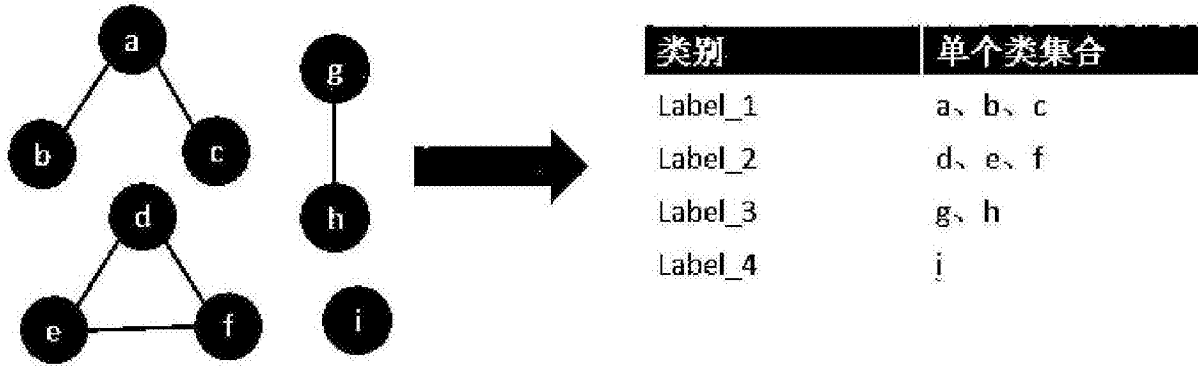 a
b
c
g
h
d
e
f
i
类别 单个类集合
Label_1 a、b、c
Label_2 d、e、f
Label_3 g、h
Label_4 i